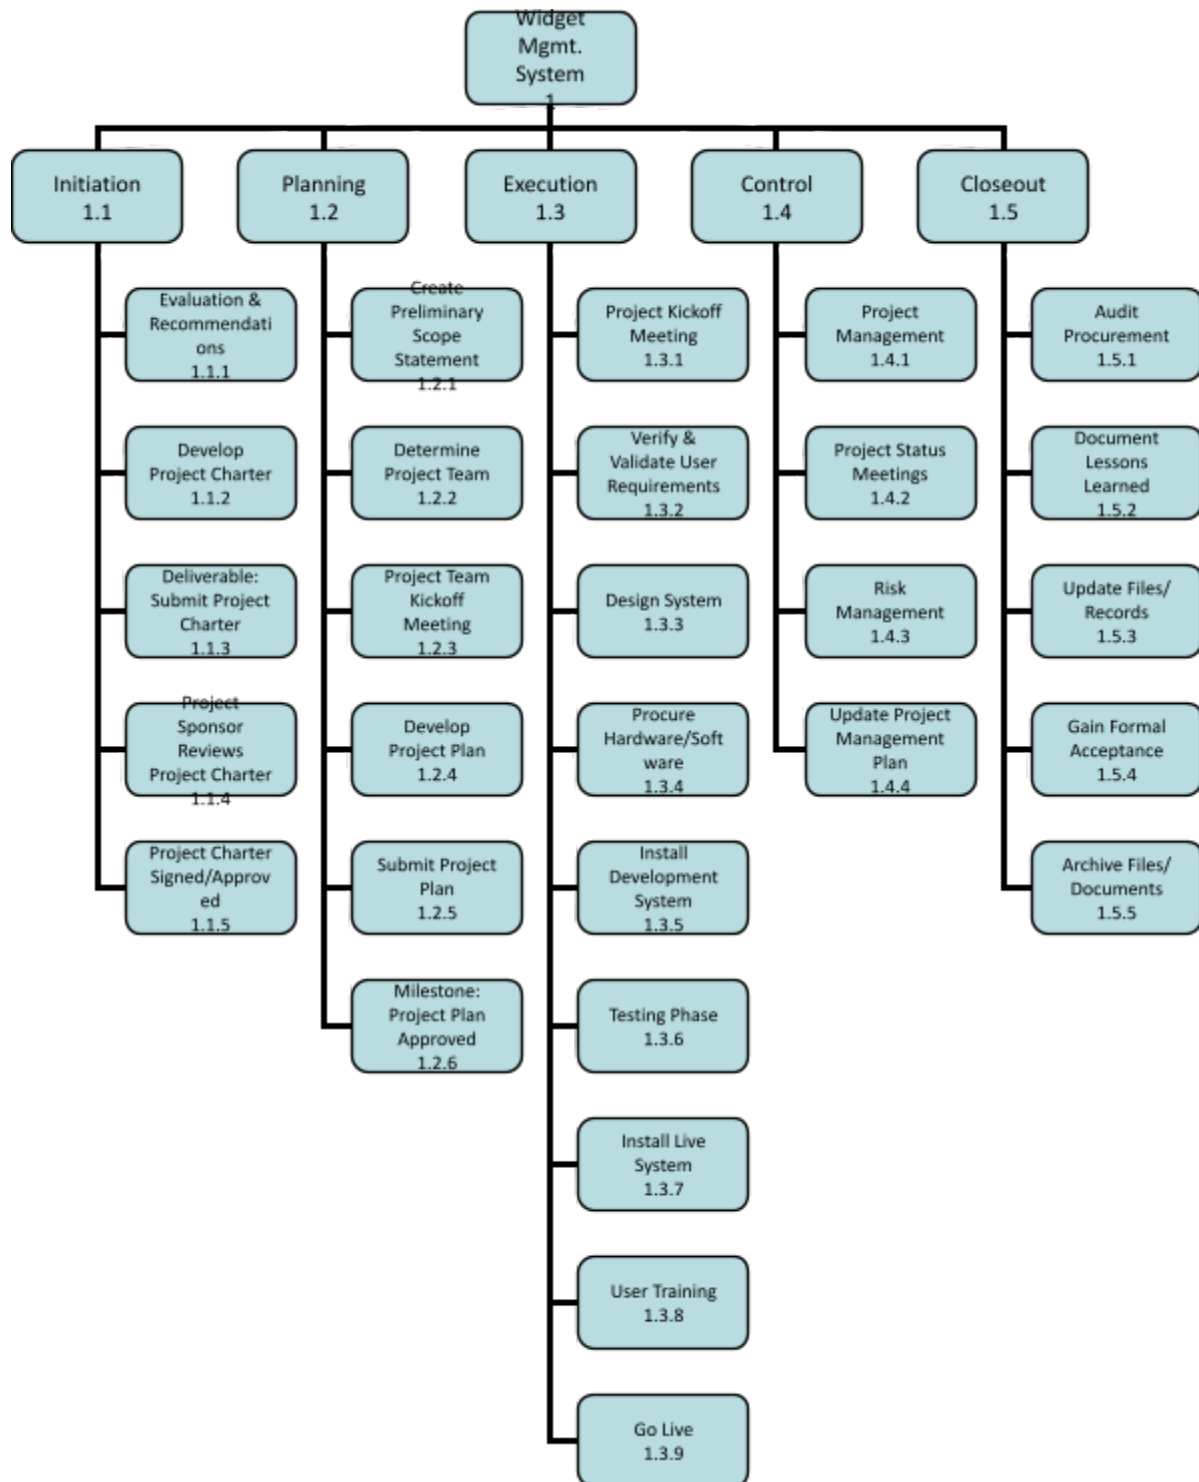 Widget
Mgmt.
System
1
Initiation
1.1
Planning
1.2
Execution
1.3
Control
1.4
Closeout
1.5
Evaluation &
Recommendati
ons
1.1.1
Develop
Project Charter
1.1.2
Deliverable:
Submit Project
Charter
1.1.3
Project
Sponsor
Reviews
Project Charter
1.1.4
Project Charter
Signed/Approv
ed
1.1.5
Create
Preliminary
Scope
Statement
1.2.1
Determine
Project Team
1.2.2
Project Team
Kickoff
Meeting
1.2.3
Develop
Project Plan
1.2.4
Submit Project
Plan
1.2.5
Milestone:
Project Plan
Approved
1.2.6
Project Kickoff
Meeting
1.3.1
Verify &
Validate User
Requirements
1.3.2
Design System
1.3.3
Procure
Hardware/Soft
ware
1.3.4
Install
Development
System
1.3.5
Testing Phase
1.3.6
Install Live
System
1.3.7
User Training
1.3.8
Go Live
1.3.9
Project
Management
1.4.1
Project Status
Meetings
1.4.2
Risk
Management
1.4.3
Update Project
Management
Plan
1.4.4
Audit
Procurement
1.5.1
Document
Lessons
Learned
1.5.2
Update Files/
Records
1.5.3
Gain Formal
Acceptance
1.5.4
Archive Files/
Documents
1.5.5